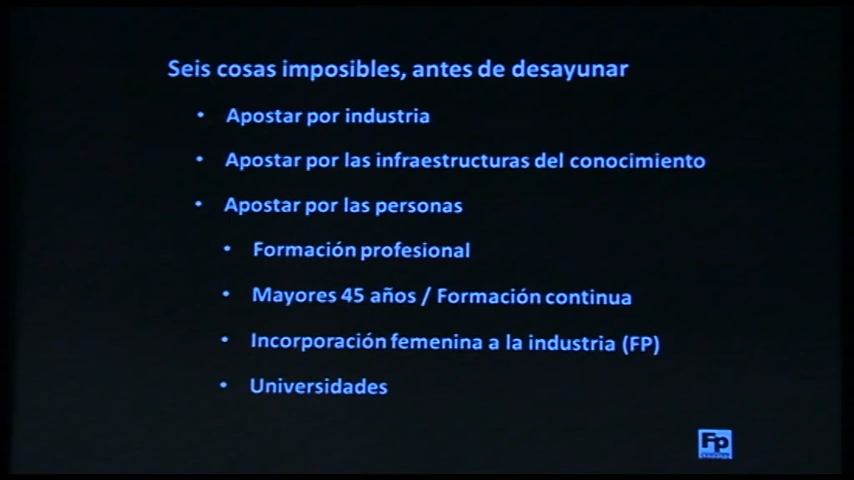 Seis cosas imposibles, antes de desayunar
• Apostar por industria
• Apostar por las infraestructuras del conocimiento
• Apostar por las personas
• Formación profesional
• Mayores 45 años / Formación continua
• Incorporación femenina a la industria (FP)
• Universidades
Fp